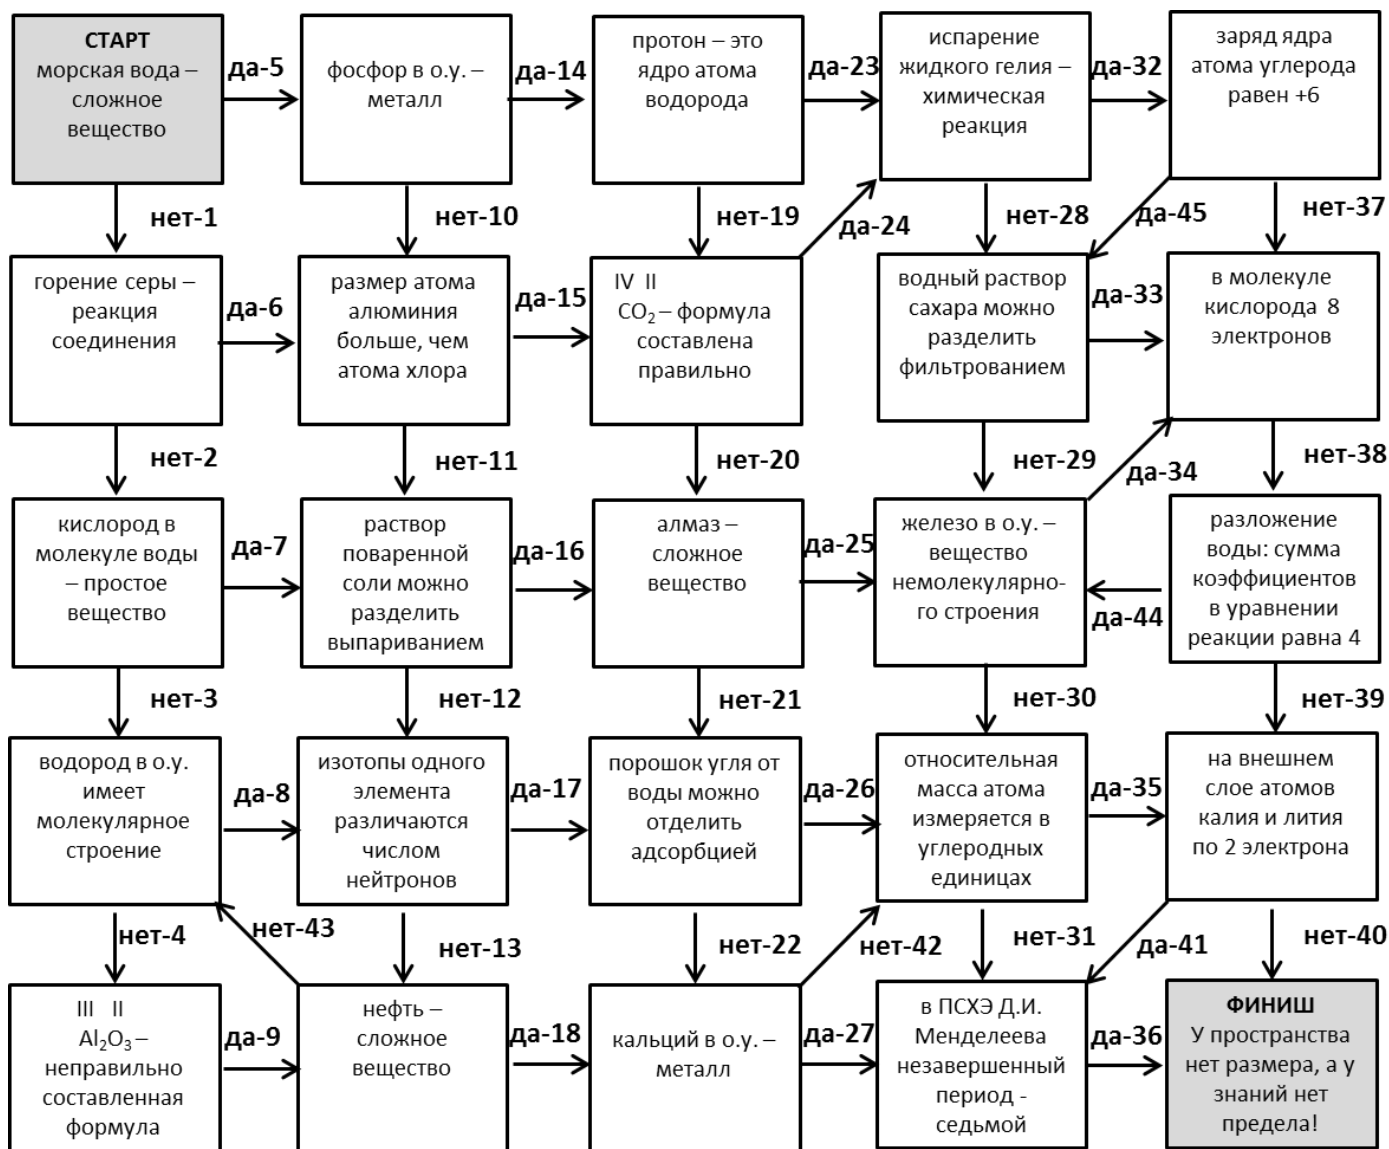 СТАРТ
морская вода –
сложное
вещество
да-5
фосфор в о.у. –
металл
да-14
протон – это
ядро атома
водорода
да-23
испарение
жидкого гелия –
химическая
реакция
да-32
заряд ядра
атома углерода
равен +6
нет-1
нет-10
нет-19
да-24
нет-28
да-45
нет-37
горение серы –
реакция
соединения
да-6
размер атома
алюминия
больше, чем
атома хлора
да-15
IV II
CO₂ – формула
составлена
правильно
водный раствор
сахара можно
разделить
фильтрованием
да-33
в молекуле
кислорода 8
электронов
нет-2
нет-11
нет-20
нет-29
да-34
нет-38
кислород в
молекуле воды
– простое
вещество
да-7
раствор
поваренной
соли можно
разделить
выпариванием
да-16
алмаз –
сложное
вещество
да-25
железо в о.у. –
вещество
немолекулярно-
го строения
да-44
разложение
воды: сумма
коэффициентов
в уравнении
реакции равна 4
нет-3
нет-12
нет-21
нет-30
нет-39
водород в о.у.
имеет
молекулярное
строение
да-8
изотопы одного
элемента
различаются
числом
нейтронов
да-17
порошок угля от
воды можно
отделить
адсорбцией
да-26
относительная
масса атома
измеряется в
углеродных
единицах
да-35
на внешнем
слое атомов
калия и лития
по 2 электрона
нет-4
нет-43
нет-13
нет-22
нет-42
нет-31
да-41
нет-40
III II
Al₂O₃ –
неправильно
составленная
формула
да-9
нефть –
сложное
вещество
да-18
кальций в о.у. –
металл
да-27
в ПСХЭ Д.И.
Менделеева
незавершенный
период -
седьмой
да-36
ФИНИШ
У пространства
нет размера, а у
знаний нет
предела!